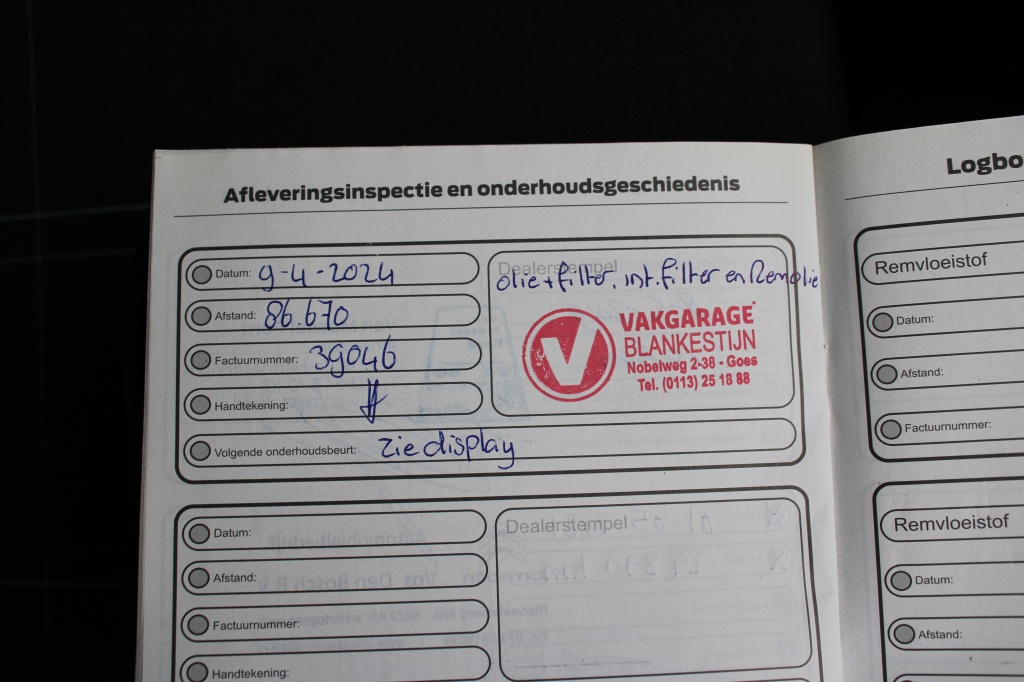 Afleveringsinspectie en onderhoudsgeschiedenis
Datum: 9-4-2024
Afstand: 86.670
Factuurnummer: 39046
Handtekening:
Volgende onderhoudsbeurt: zie display
Dealerstempel
olie + filter, int. filter en Remolie
VAKGARAGE
BLANKESTIJN
Nobelweg 2-38 - Goes
Tel. (0113) 25 18 88
Datum:
Afstand:
Factuurnummer:
Handtekening:
Dealerstempel
Logbo
Remvloeistof
Datum:
Afstand:
Factuurnummer:
Remvloeistof
Datum:
Afstand: